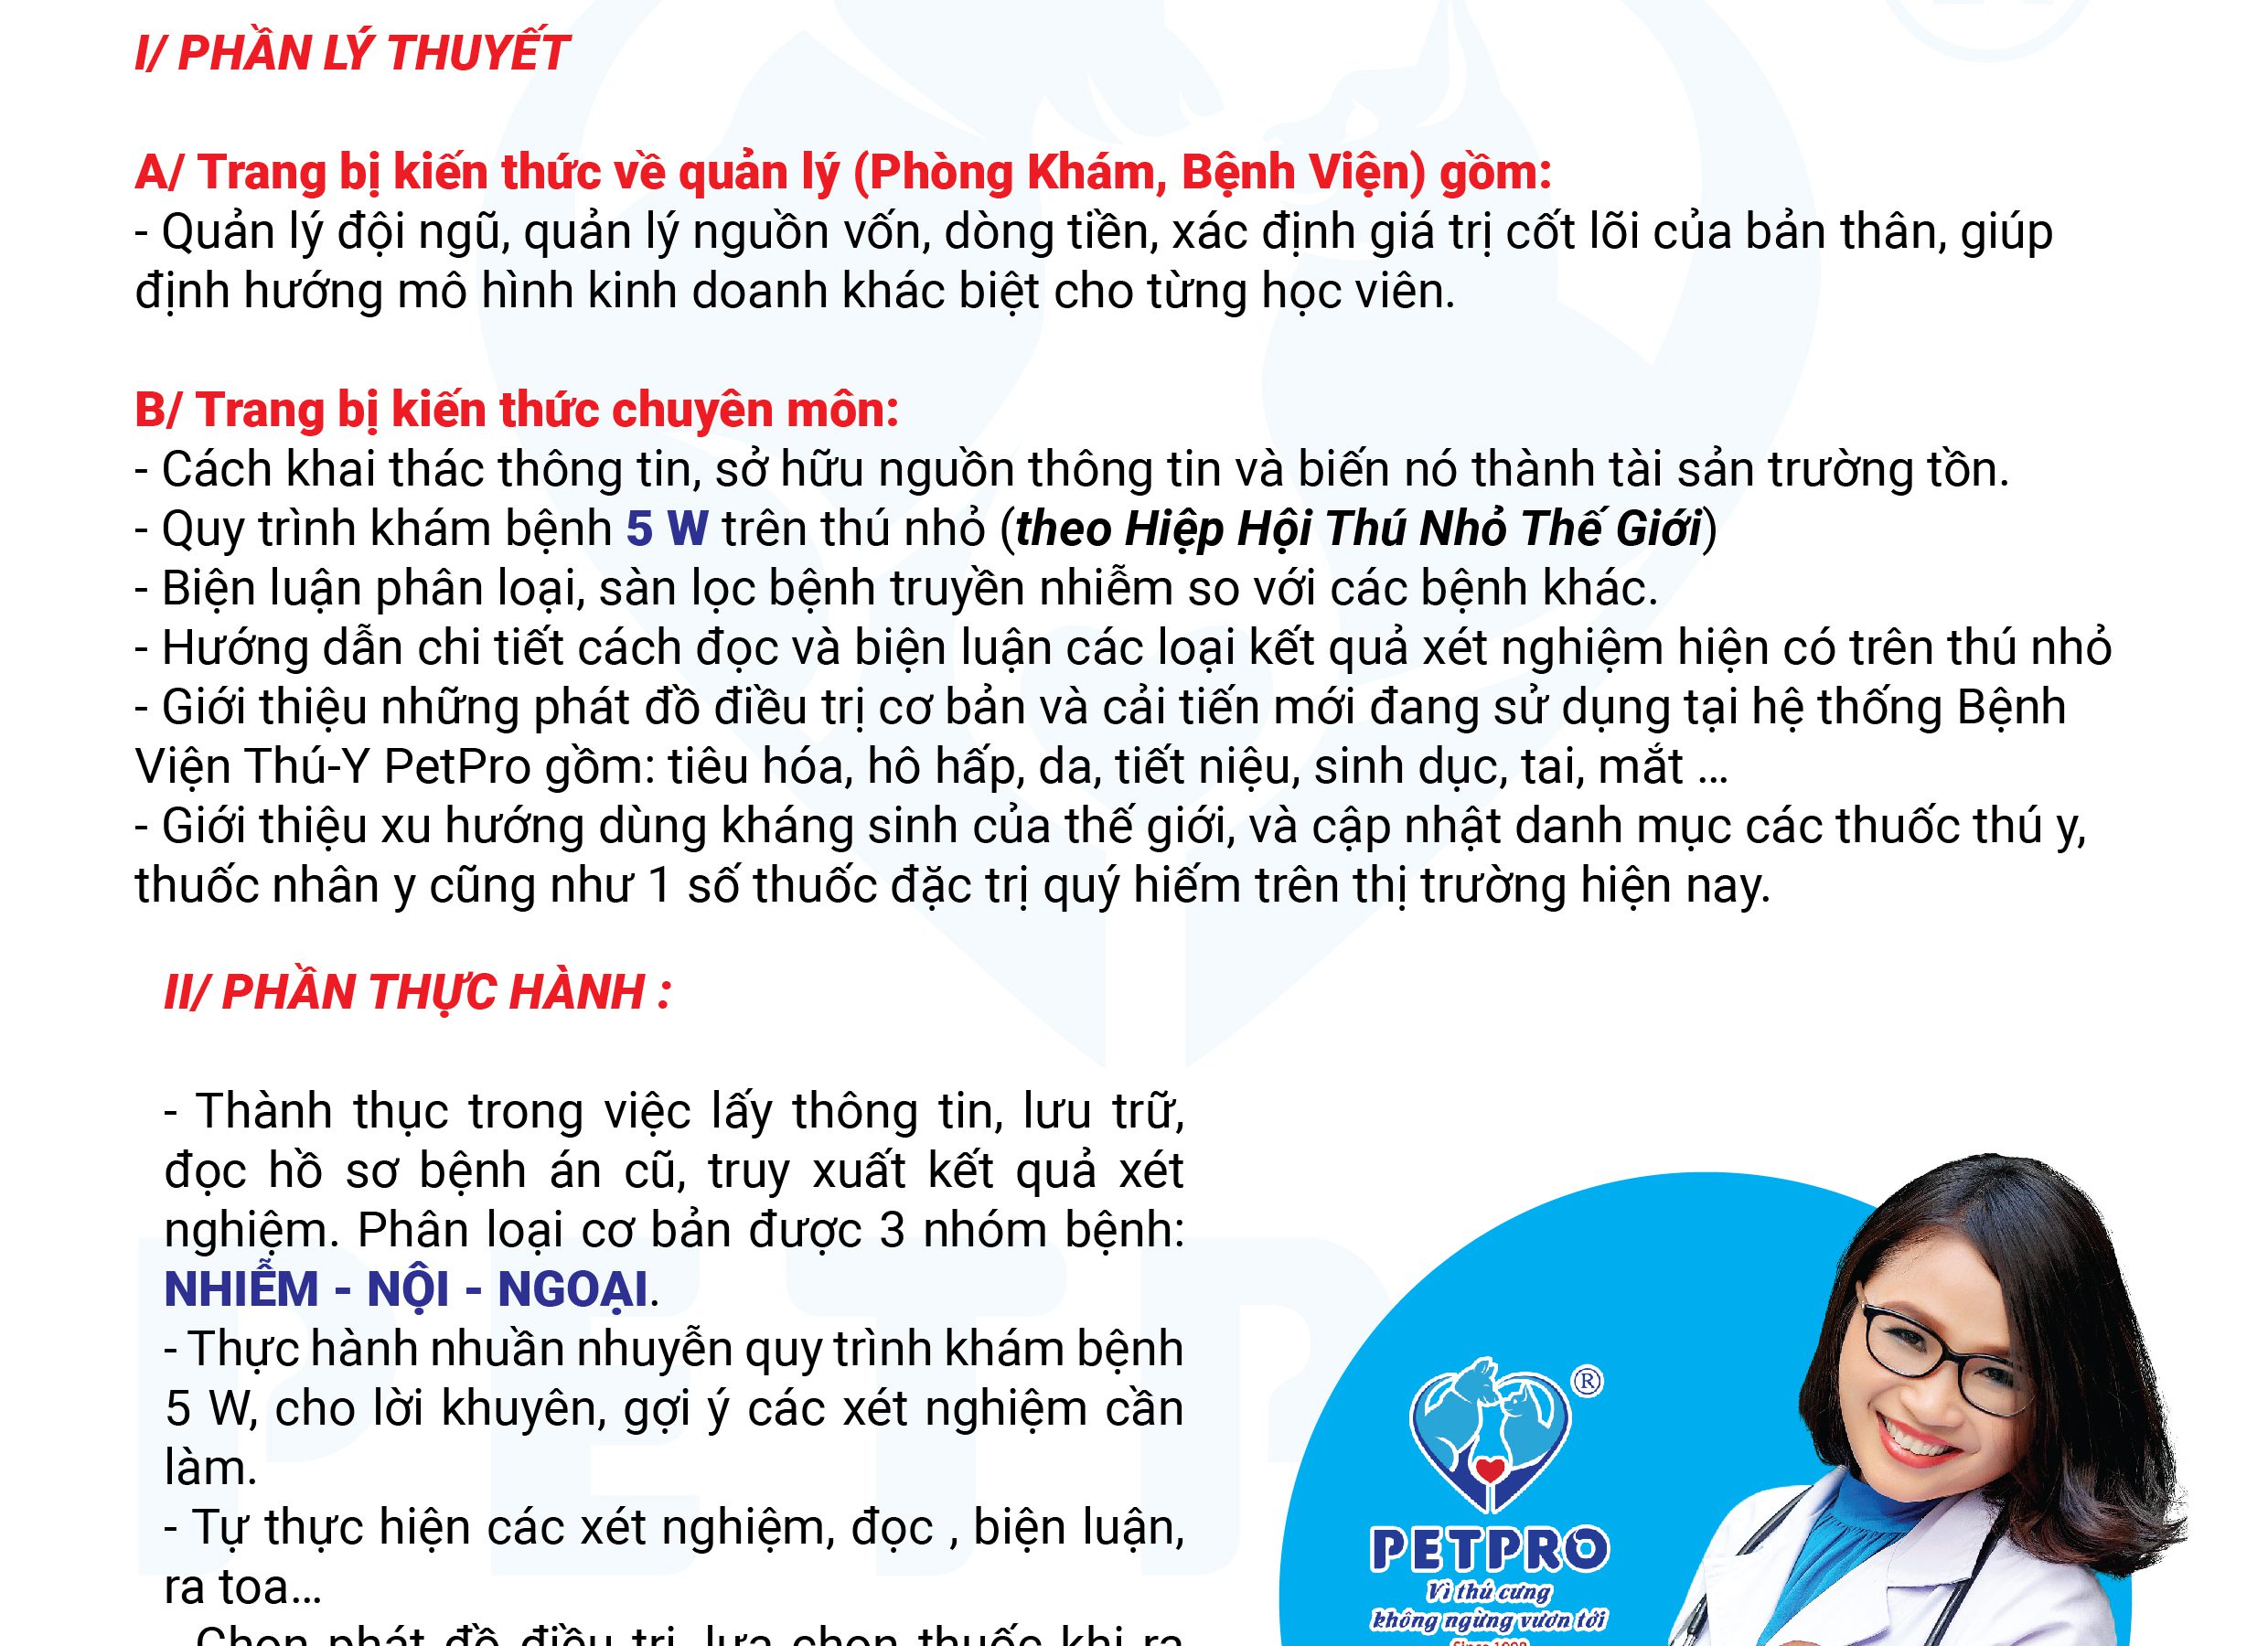 I/ PHẦN LÝ THUYẾT
A/ Trang bị kiến thức về quản lý (Phòng Khám, Bệnh Viện) gồm:
- Quản lý đội ngũ, quản lý nguồn vốn, dòng tiền, xác định giá trị cốt lõi của bản thân, giúp
định hướng mô hình kinh doanh khác biệt cho từng học viên.
B/ Trang bị kiến thức chuyên môn:
- Cách khai thác thông tin, sở hữu nguồn thông tin và biến nó thành tài sản trường tồn.
- Quy trình khám bệnh 5 W trên thú nhỏ (theo Hiệp Hội Thú Nhỏ Thế Giới)
- Biện luận phân loại, sàn lọc bệnh truyền nhiễm so với các bệnh khác.
- Hướng dẫn chi tiết cách đọc và biện luận các loại kết quả xét nghiệm hiện có trên thú nhỏ
- Giới thiệu những phát đồ điều trị cơ bản và cải tiến mới đang sử dụng tại hệ thống Bệnh
Viện Thú-Y PetPro gồm: tiêu hóa, hô hấp, da, tiết niệu, sinh dục, tai, mắt ...
- Giới thiệu xu hướng dùng kháng sinh của thế giới, và cập nhật danh mục các thuốc thú y,
thuốc nhân y cũng như 1 số thuốc đặc trị quý hiếm trên thị trường hiện nay.
II/ PHẦN THỰC HÀNH :
- Thành thục trong việc lấy thông tin, lưu trữ,
đọc hồ sơ bệnh án cũ, truy xuất kết quả xét
nghiệm. Phân loại cơ bản được 3 nhóm bệnh:
NHIỄM - NỘI - NGOẠI.
- Thực hành nhuần nhuyễn quy trình khám bệnh
5 W, cho lời khuyên, gợi ý các xét nghiệm cần
làm.
- Tự thực hiện các xét nghiệm, đọc , biện luận,
ra toa...
Chọn phát đồ điều trị, lựa chọn thuốc khi ra
®
PETPRO
Vì thú cưng
không ngừng vươn tới
Since 1998
PETP